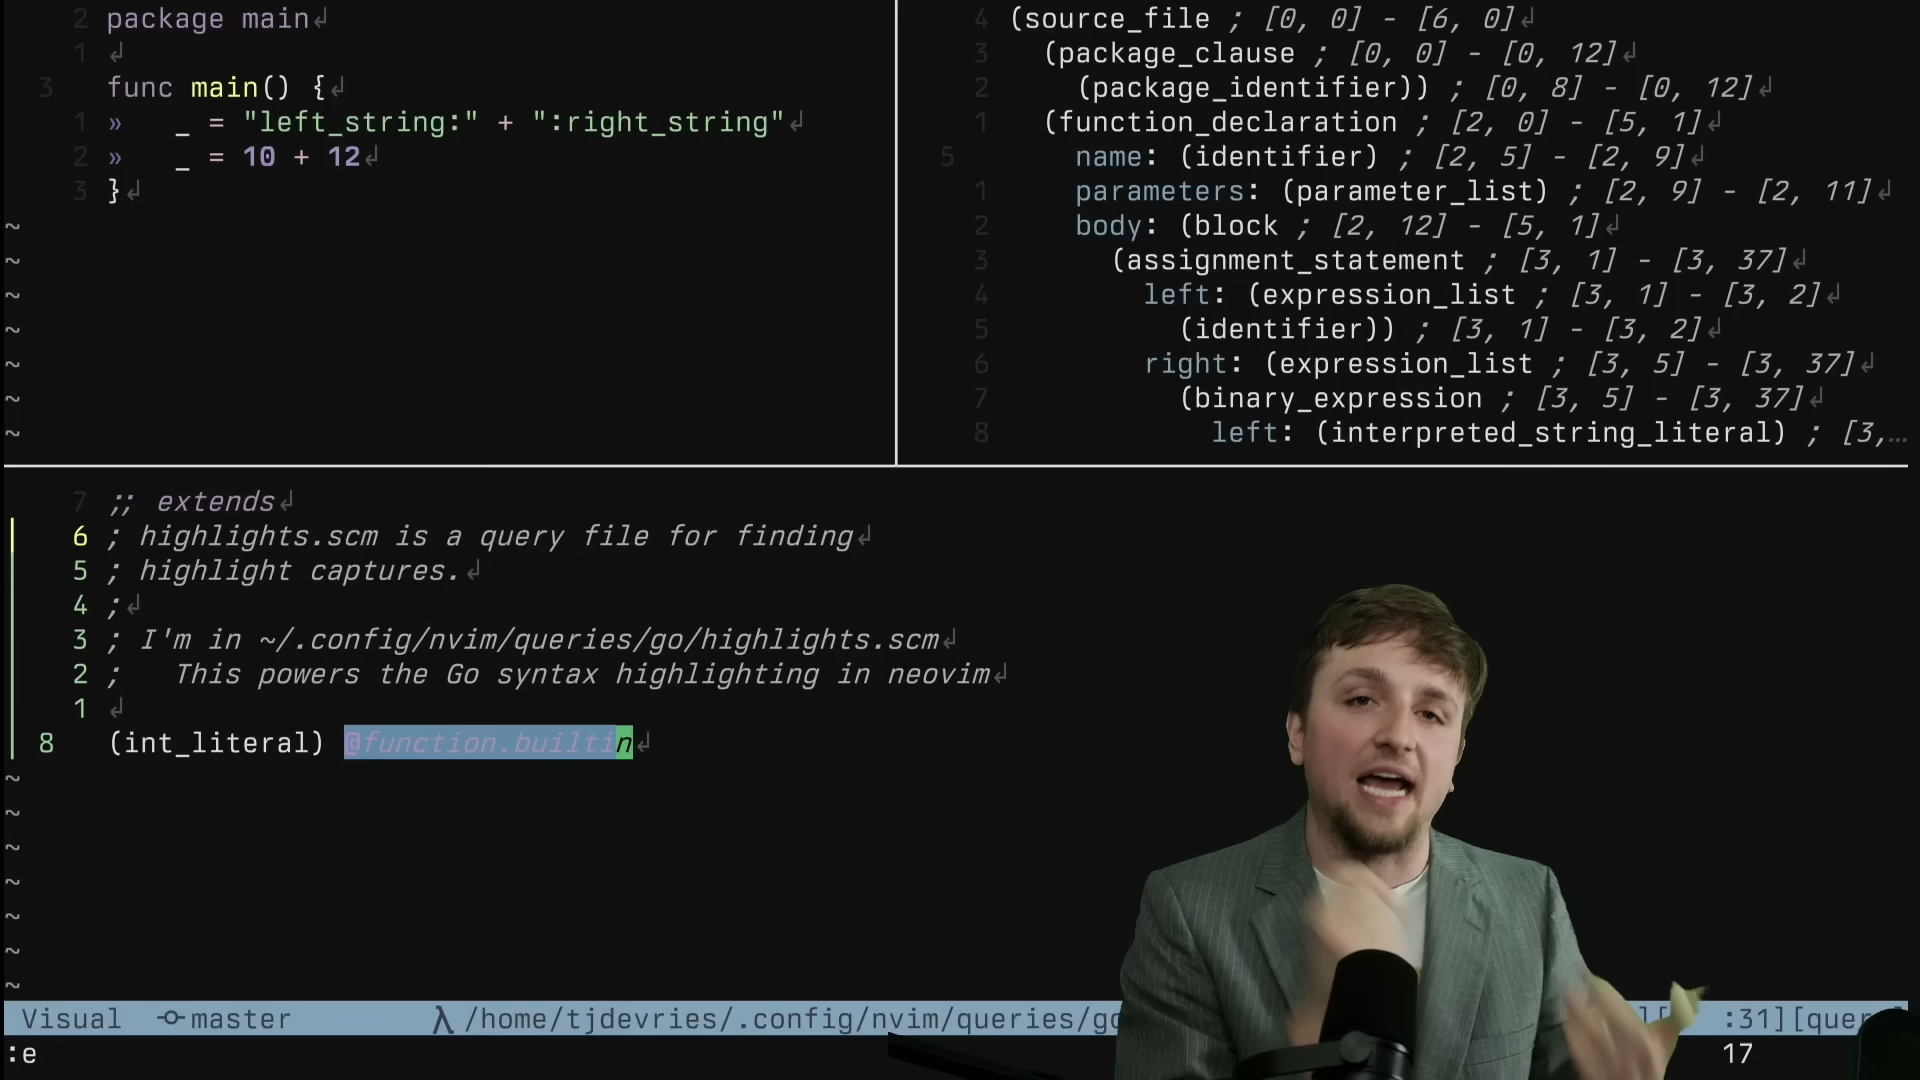 2 package main↲
1 ↲
3 func main() {↲
1 » _ = "left_string:" + ":right_string"↲
2 » _ = 10 + 12↲
3 }↲
~
~
~
~
~
~
~
4 (source_file ; [0, 0] - [6, 0]↲
3 (package_clause ; [0, 0] - [0, 12]↲
2 (package_identifier)) ; [0, 8] - [0, 12]↲
1 (function_declaration ; [2, 0] - [5, 1]↲
5 name: (identifier) ; [2, 5] - [2, 9]↲
1 parameters: (parameter_list) ; [2, 9] - [2, 11]↲
2 body: (block ; [2, 12] - [5, 1]↲
3 (assignment_statement ; [3, 1] - [3, 37]↲
4 left: (expression_list ; [3, 1] - [3, 2]↲
5 (identifier)) ; [3, 1] - [3, 2]↲
6 right: (expression_list ; [3, 5] - [3, 37]↲
7 (binary_expression ; [3, 5] - [3, 37]↲
8 left: (interpreted_string_literal) ; [3,…
7 ;; extends↲
6 ; highlights.scm is a query file for finding↲
5 ; highlight captures.↲
4 ;↲
3 ; I'm in ~/.config/nvim/queries/go/highlights.scm↲
2 ; This powers the Go syntax highlighting in neovim↲
1 ↲
8 (int_literal) @function.builtin↲
~
~
~
~
~
~
~
Visual master λ /home/tjdevries/.config/nvim/queries/go :31][quer
:e 17